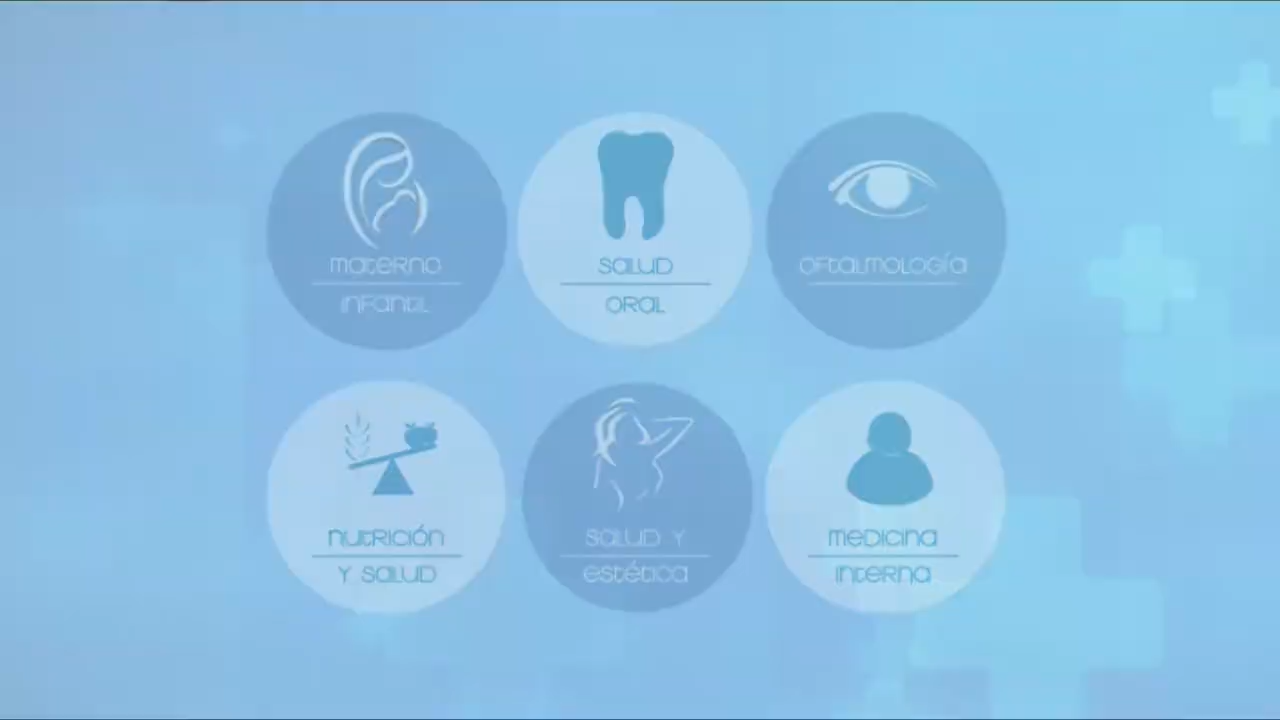 materno
infantil
salud
oral
oftalmología
nutrición
y salud
salud y
estética
medicina
interna